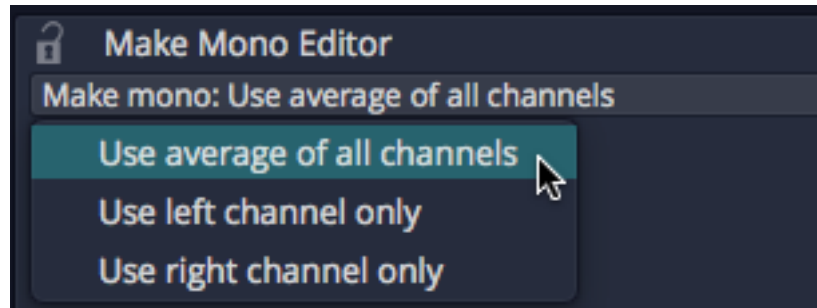 Make Mono Editor
Make mono: Use average of all channels
Use average of all channels
Use left channel only
Use right channel only